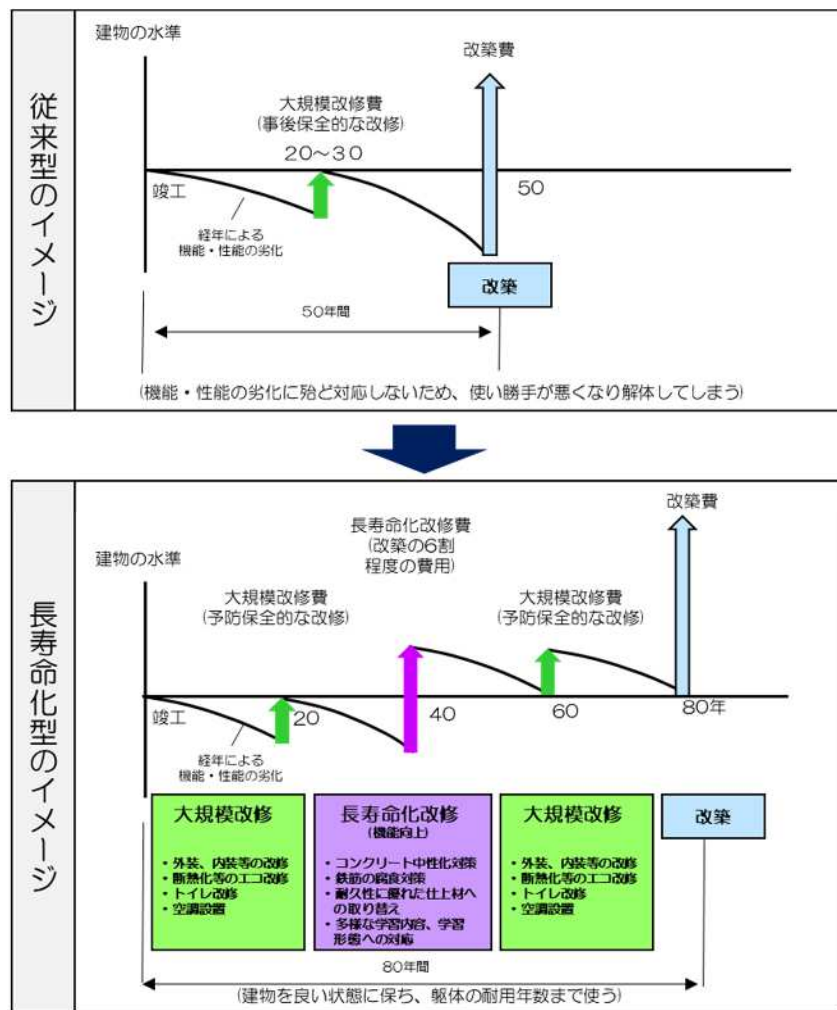 従来型のイメージ
建物の水準
改築費
大規模改修費
(事後保全的な改修)
20～30
50
竣工
経年による
機能・性能の劣化
改築
50年間
(機能・性能の劣化に殆ど対応しないため、使い勝手が悪くなり解体してしまう)
長寿命化型のイメージ
改築費
長寿命化改修費
(改築の6割
程度の費用)
建物の水準
大規模改修費
(予防保全的な改修)
大規模改修費
(予防保全的な改修)
竣工
20
40
60
80年
経年による
機能・性能の劣化
大規模改修
・外装、内装等の改修
・断熱化等のエコ改修
・トイレ改修
・空調設置
長寿命化改修
(機能向上)
・コンクリート中性化対策
・鉄筋の腐食対策
・耐久性に優れた仕上材へ
の取り替え
・多様な学習内容、学習
形態への対応
大規模改修
・外装、内装等の改修
・断熱化等のエコ改修
・トイレ改修
・空調設置
改築
80年間
(建物を良い状態に保ち、躯体の耐用年数まで使う)